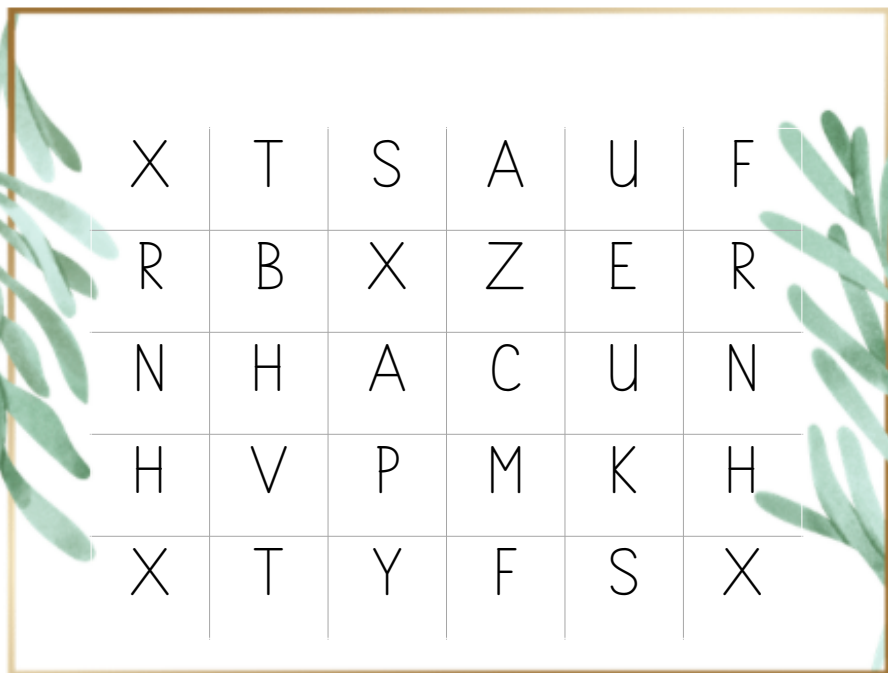 X T S A U F
R B X Z E R
N H A C U N
H V P M K H
X T Y F S X